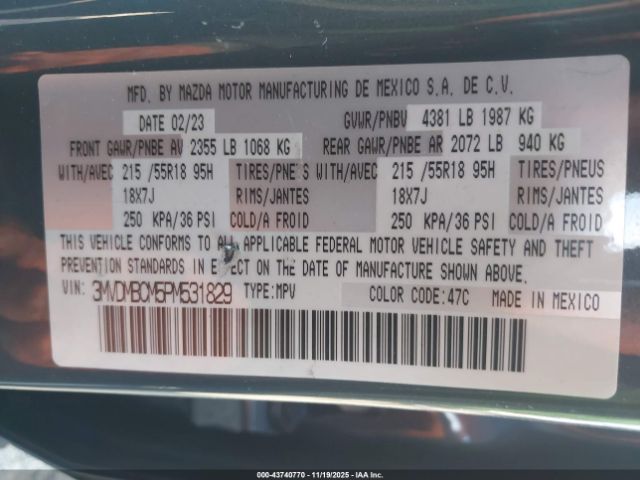 MFD. BY MAZDA MOTOR MANUFACTURING DE MEXICO S.A. DE C.V.
DATE 02/23 GVWR/PNBV 4381 LB 1987 KG
FRONT GAWR/PNBE AV 2355 LB 1068 KG REAR GAWR/PNBE AR 2072 LB 940 KG
WITH/AVEC 215 /55R18 95H TIRES/PNEUS WITH/AVEC 215 /55R18 95H TIRES/PNEUS
18X7J RIMS/JANTES 18X7J RIMS/JANTES
250 KPA/36 PSI COLD/A FROID 250 KPA/36 PSI COLD/A FROID
THIS VEHICLE CONFORMS TO ALL APPLICABLE FEDERAL MOTOR VEHICLE SAFETY AND THEFT
PREVENTION STANDARDS IN EFFECT ON THE DATE OF MANUFACTURE SHOWN ABOVE.
VIN: 3MVDMBCM5PM531829 TYPE:MPV COLOR CODE:47C MADE IN MEXICO
000-43740770 - 11/19/2025 - IAAI.CA